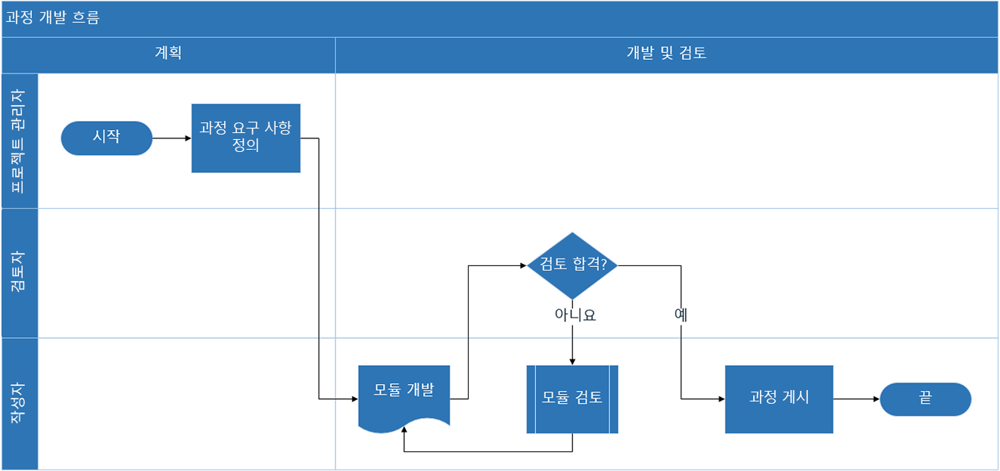 과정 개발 흐름
계획
개발 및 검토
프로젝트 관리자
시작
과정 요구 사항
정의
검토자
검토 합격?
아니요
예
작성자
모듈 개발
모듈 검토
과정 게시
끝